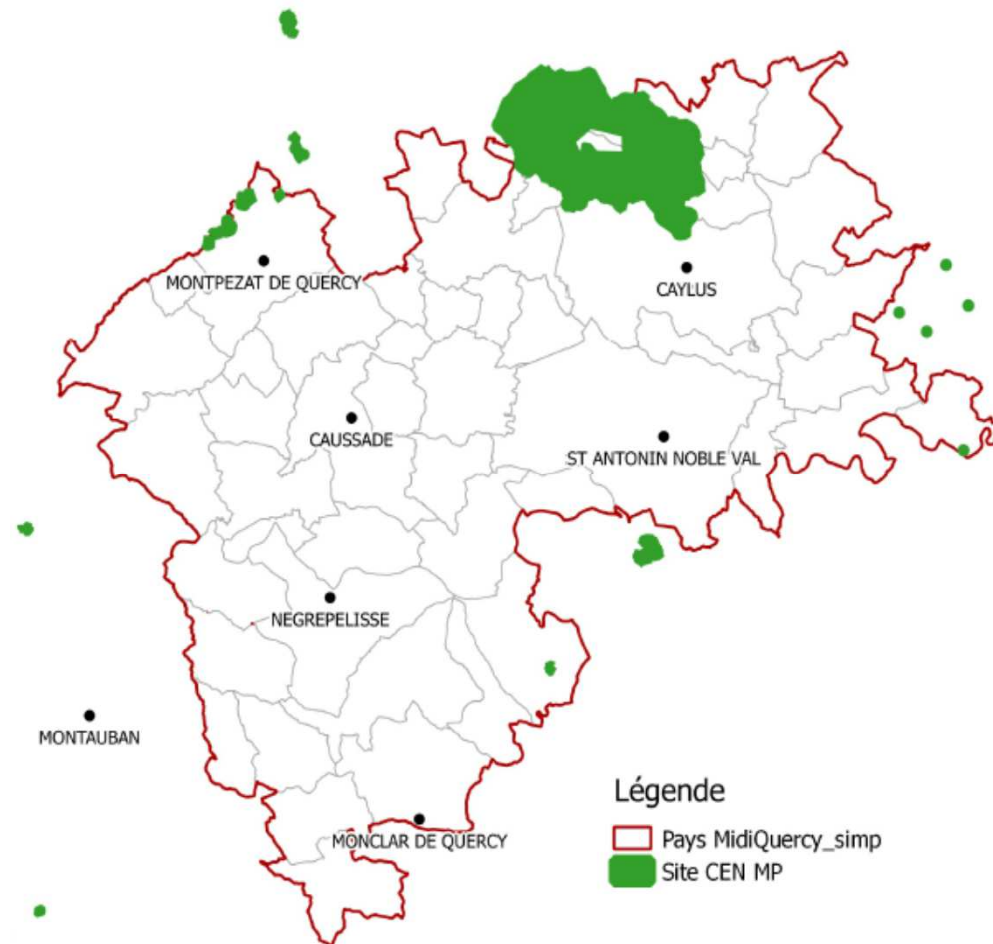 MONTPEZAT DE QUERCY
CAYLUS
CAUSSADE
ST ANTONIN NOBLE VAL
NEGREPELISSE
MONTAUBAN
MONCLAR DE QUERCY
Légende
Pays MidiQuercy_simp
Site CEN MP